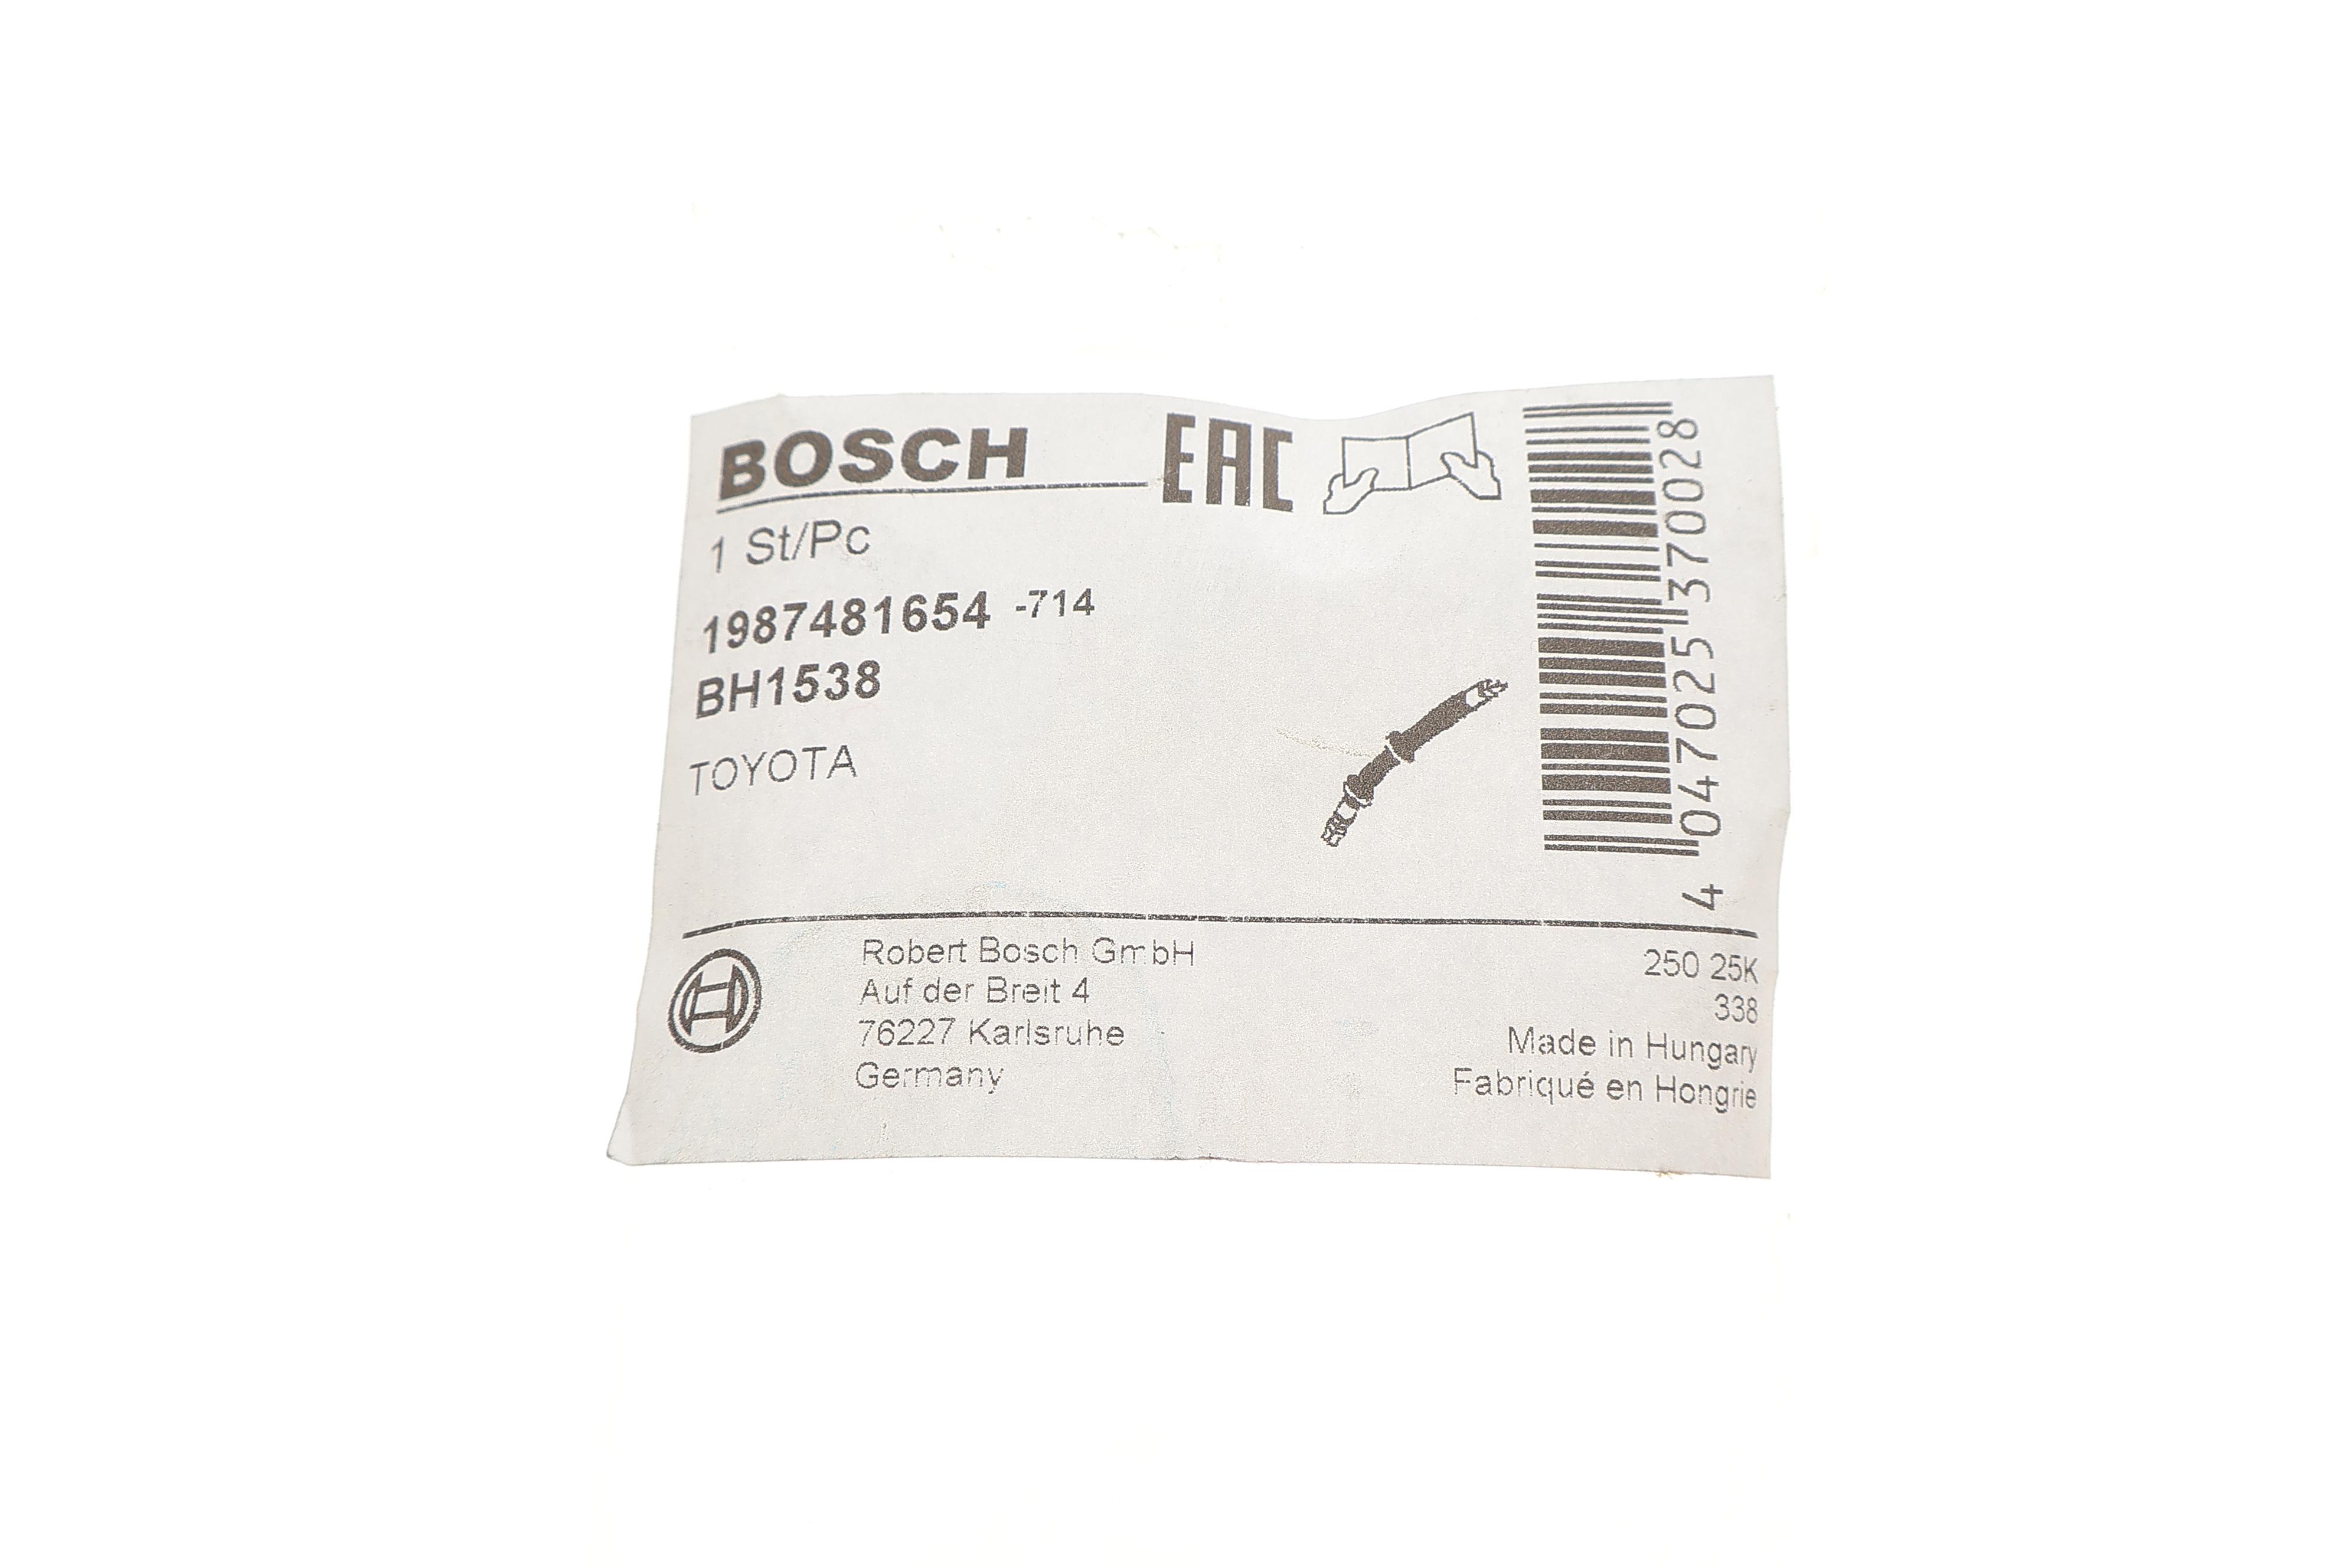 BOSCH
EAC
1 St/Pc
1987481654 -714
BH1538
TOYOTA
4 047025 370028
Robert Bosch GmbH
Auf der Breit 4
76227 Karlsruhe
Germany
250 25K
338
Made in Hungary
Fabriqué en Hongrie